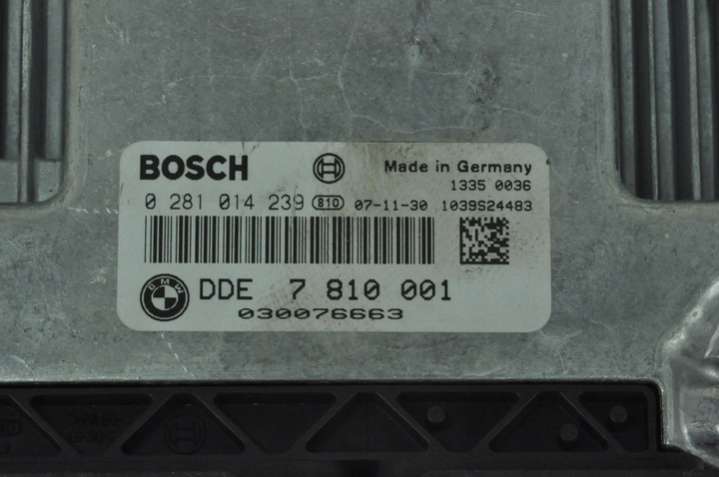 BOSCH Made in Germany
1335 0036
0 281 014 239 810 07-11-30 1039S24483
BMW DDE 7 810 001
030076663